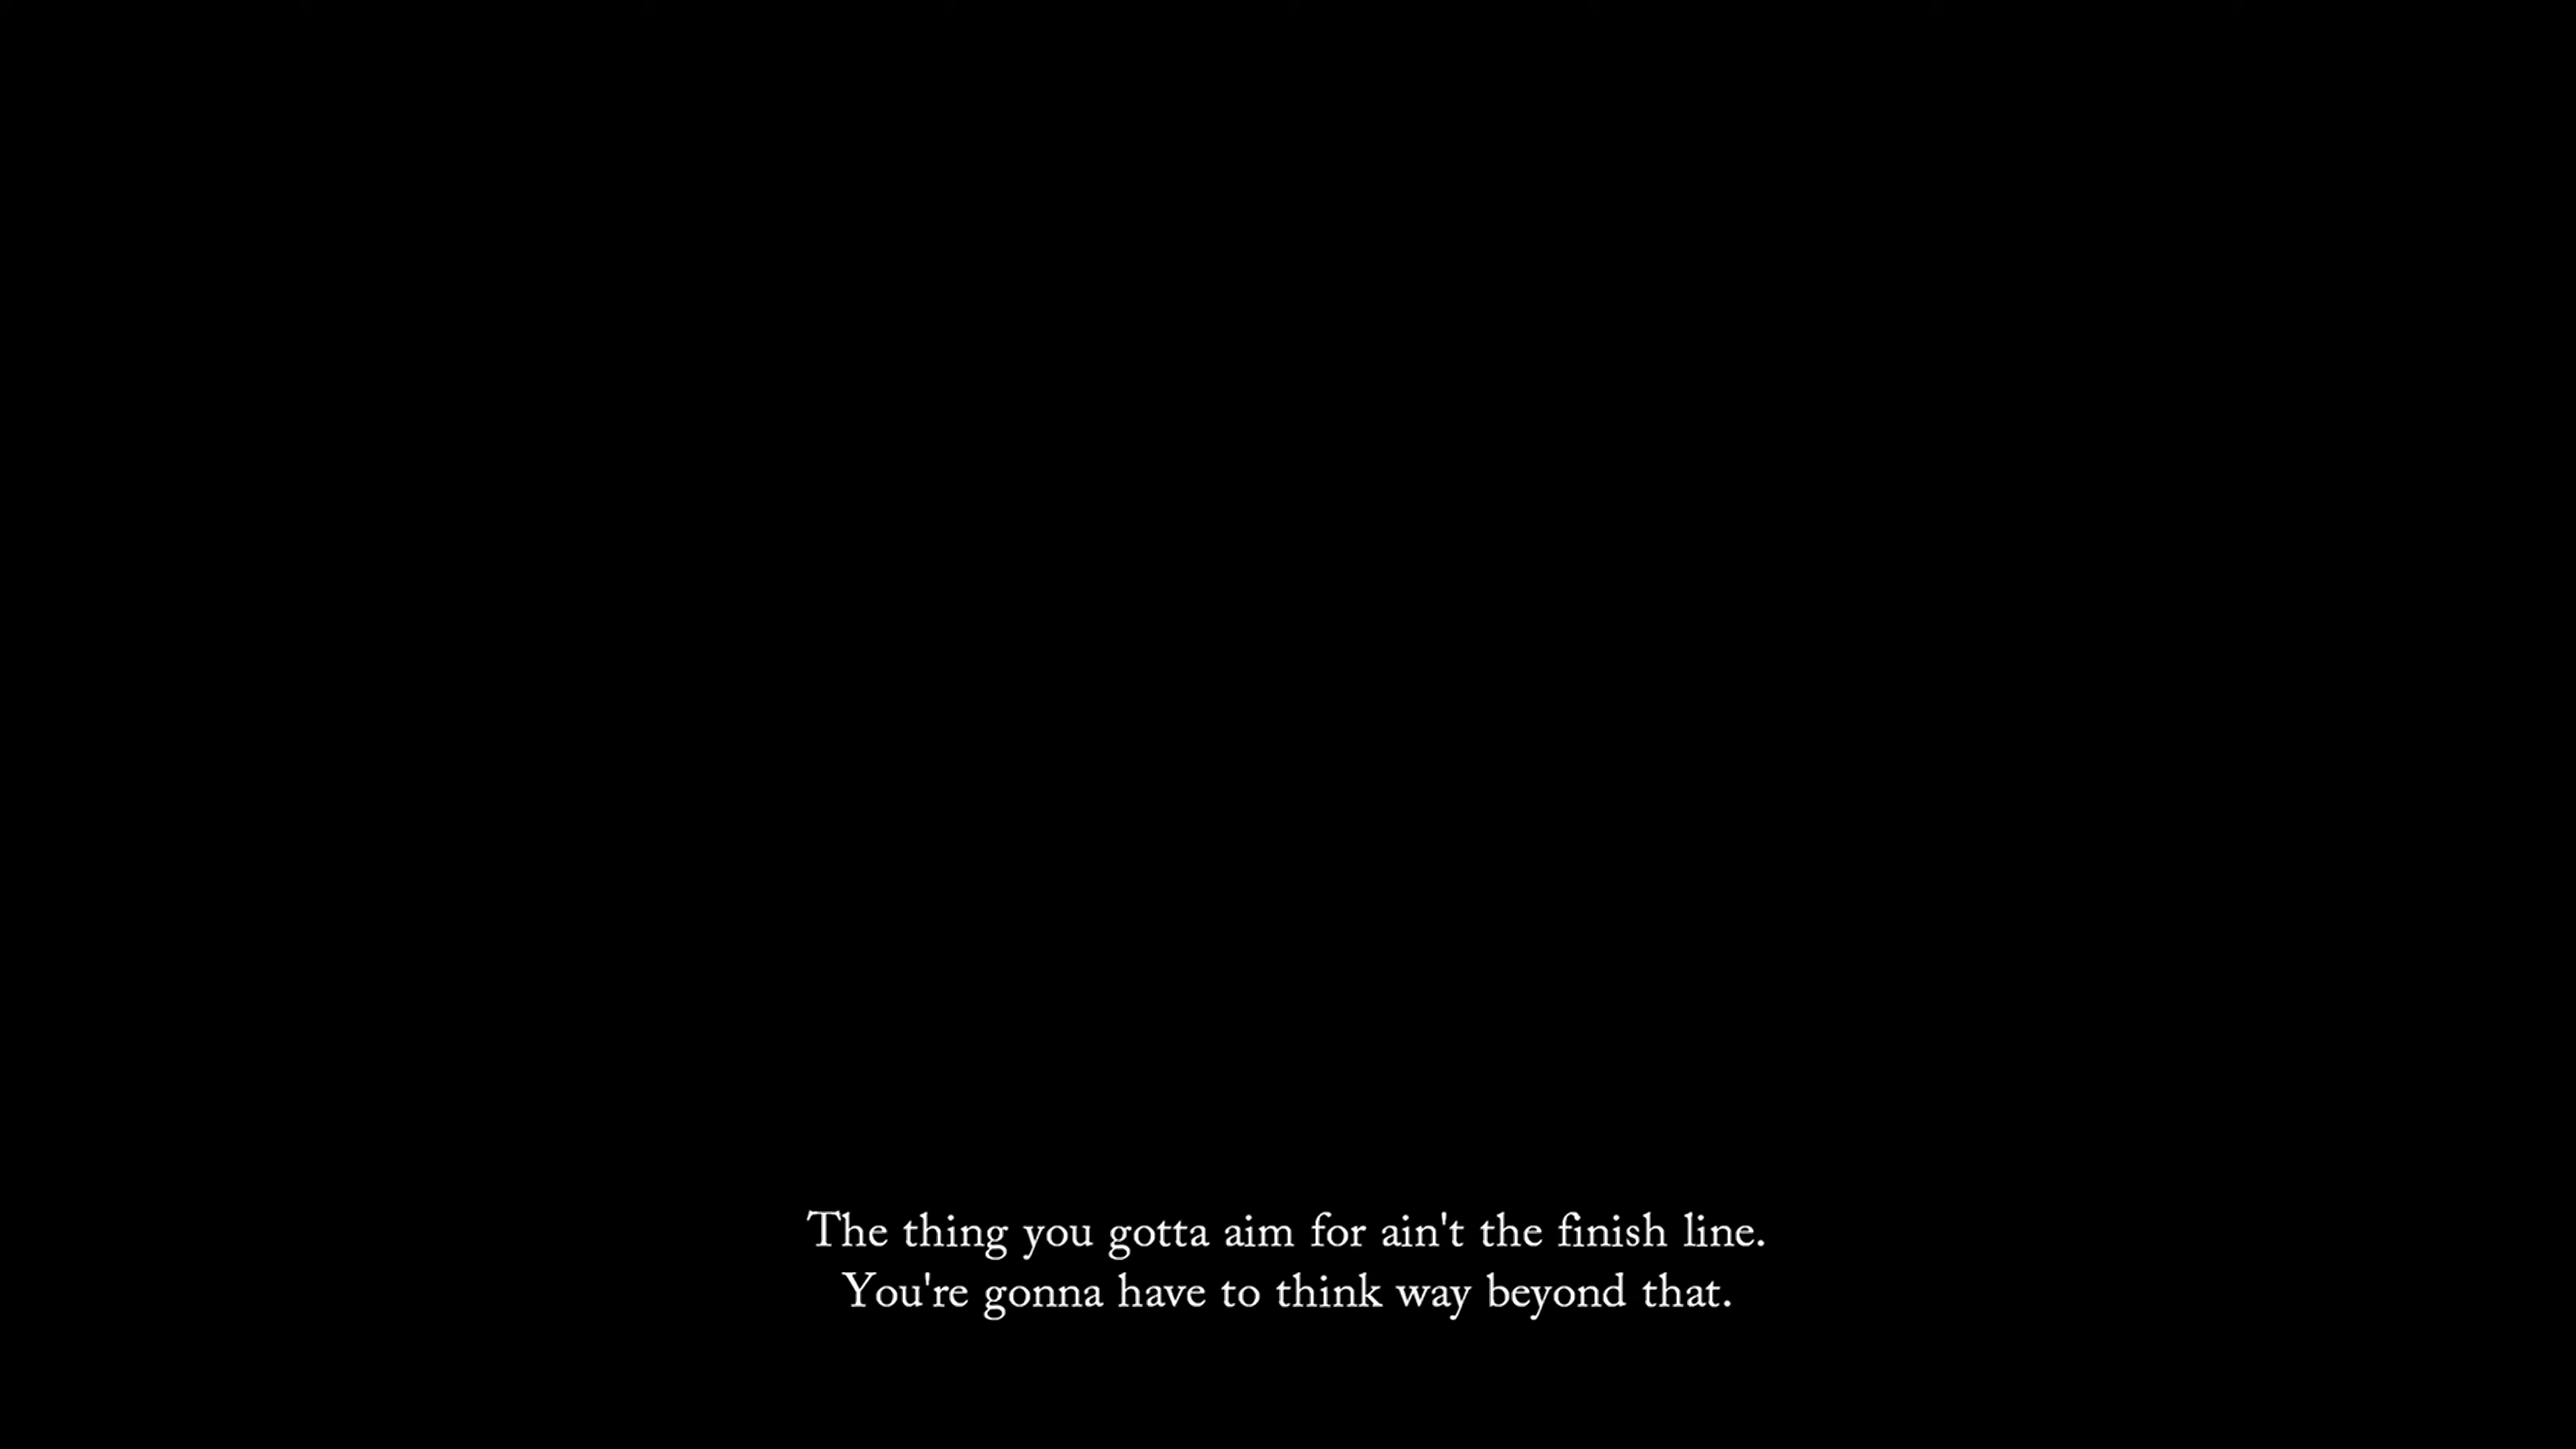 The thing you gotta aim for ain't the finish line.
You're gonna have to think way beyond that.